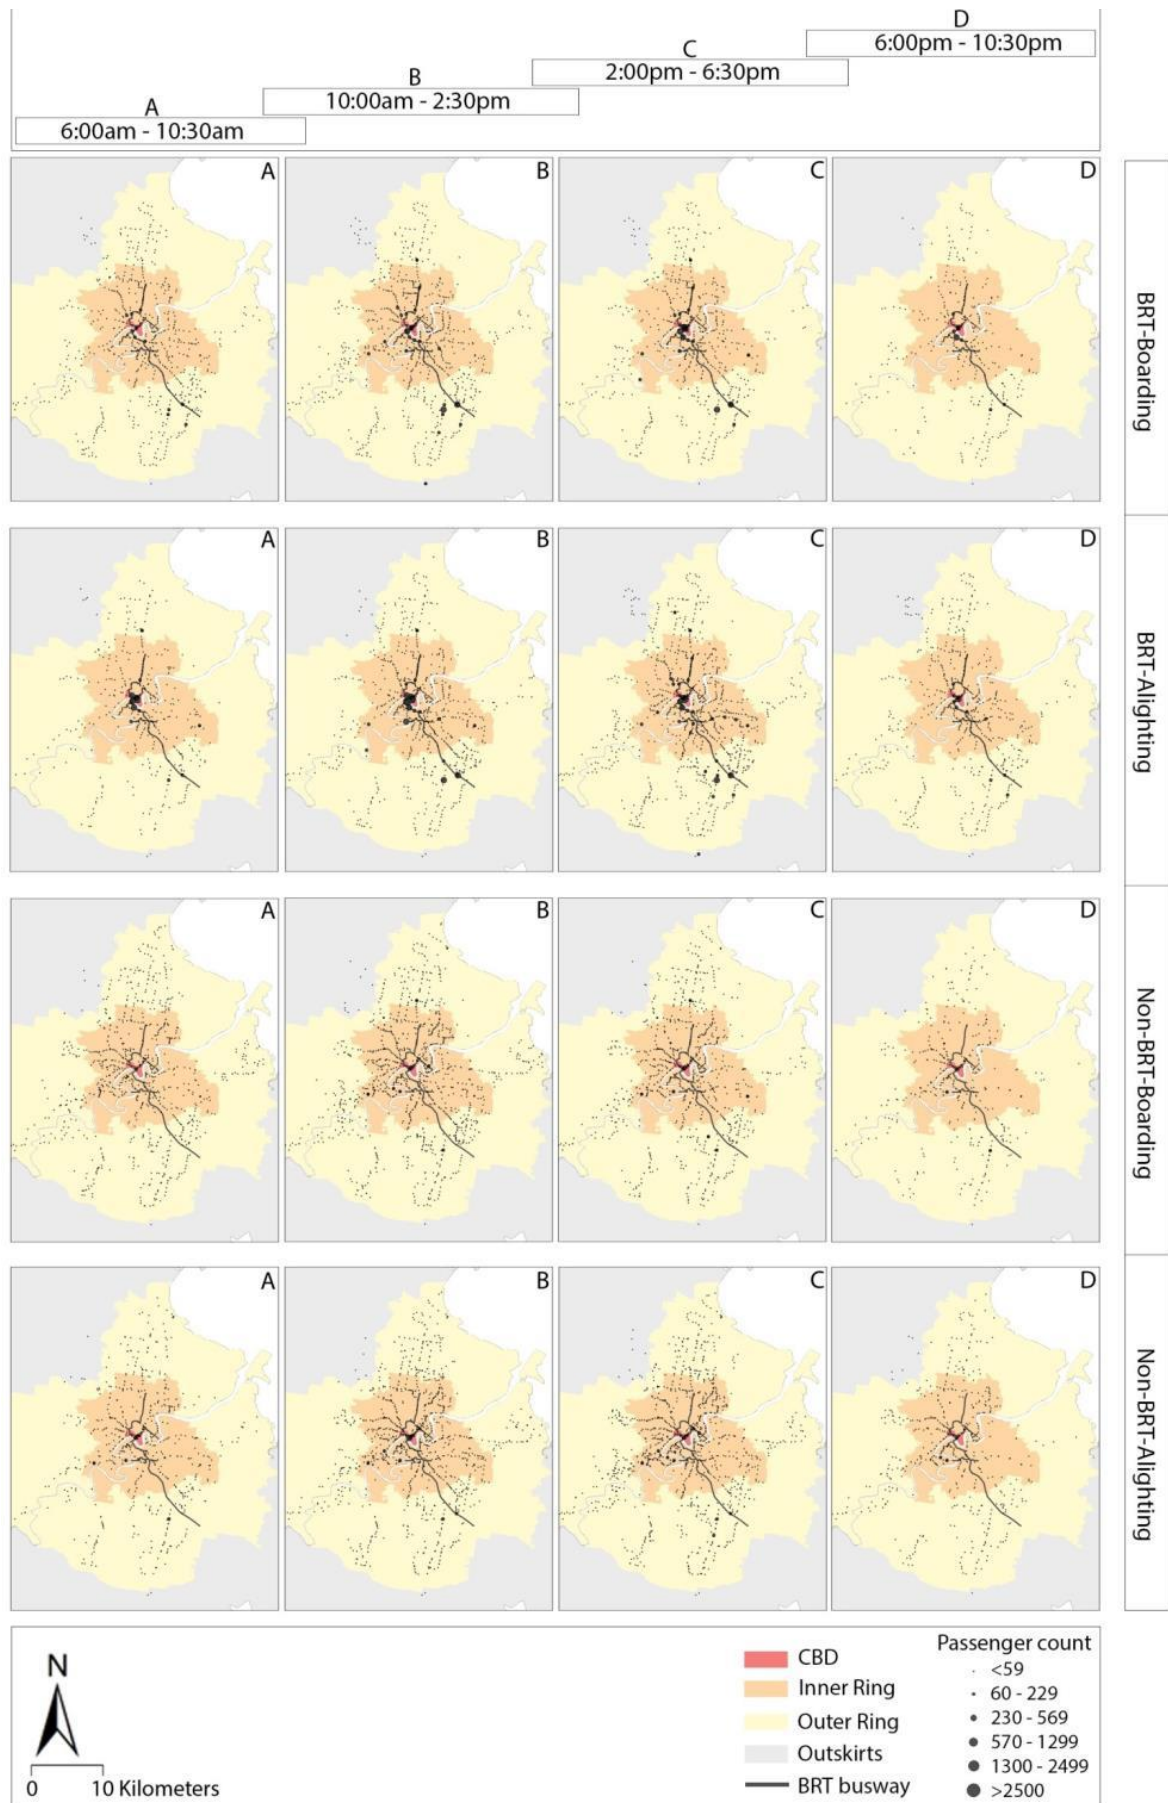 D
6:00pm - 10:30pm
C
2:00pm - 6:30pm
B
10:00am - 2:30pm
A
6:00am - 10:30am
A
B
C
D
BRT-Boarding
A
B
C
D
BRT-Alighting
A
B
C
D
Non-BRT-Boarding
A
B
C
D
Non-BRT-Alighting
N
0 10 Kilometers
CBD
Inner Ring
Outer Ring
Outskirts
BRT busway
Passenger count
<59
60 - 229
230 - 569
570 - 1299
1300 - 2499
>2500